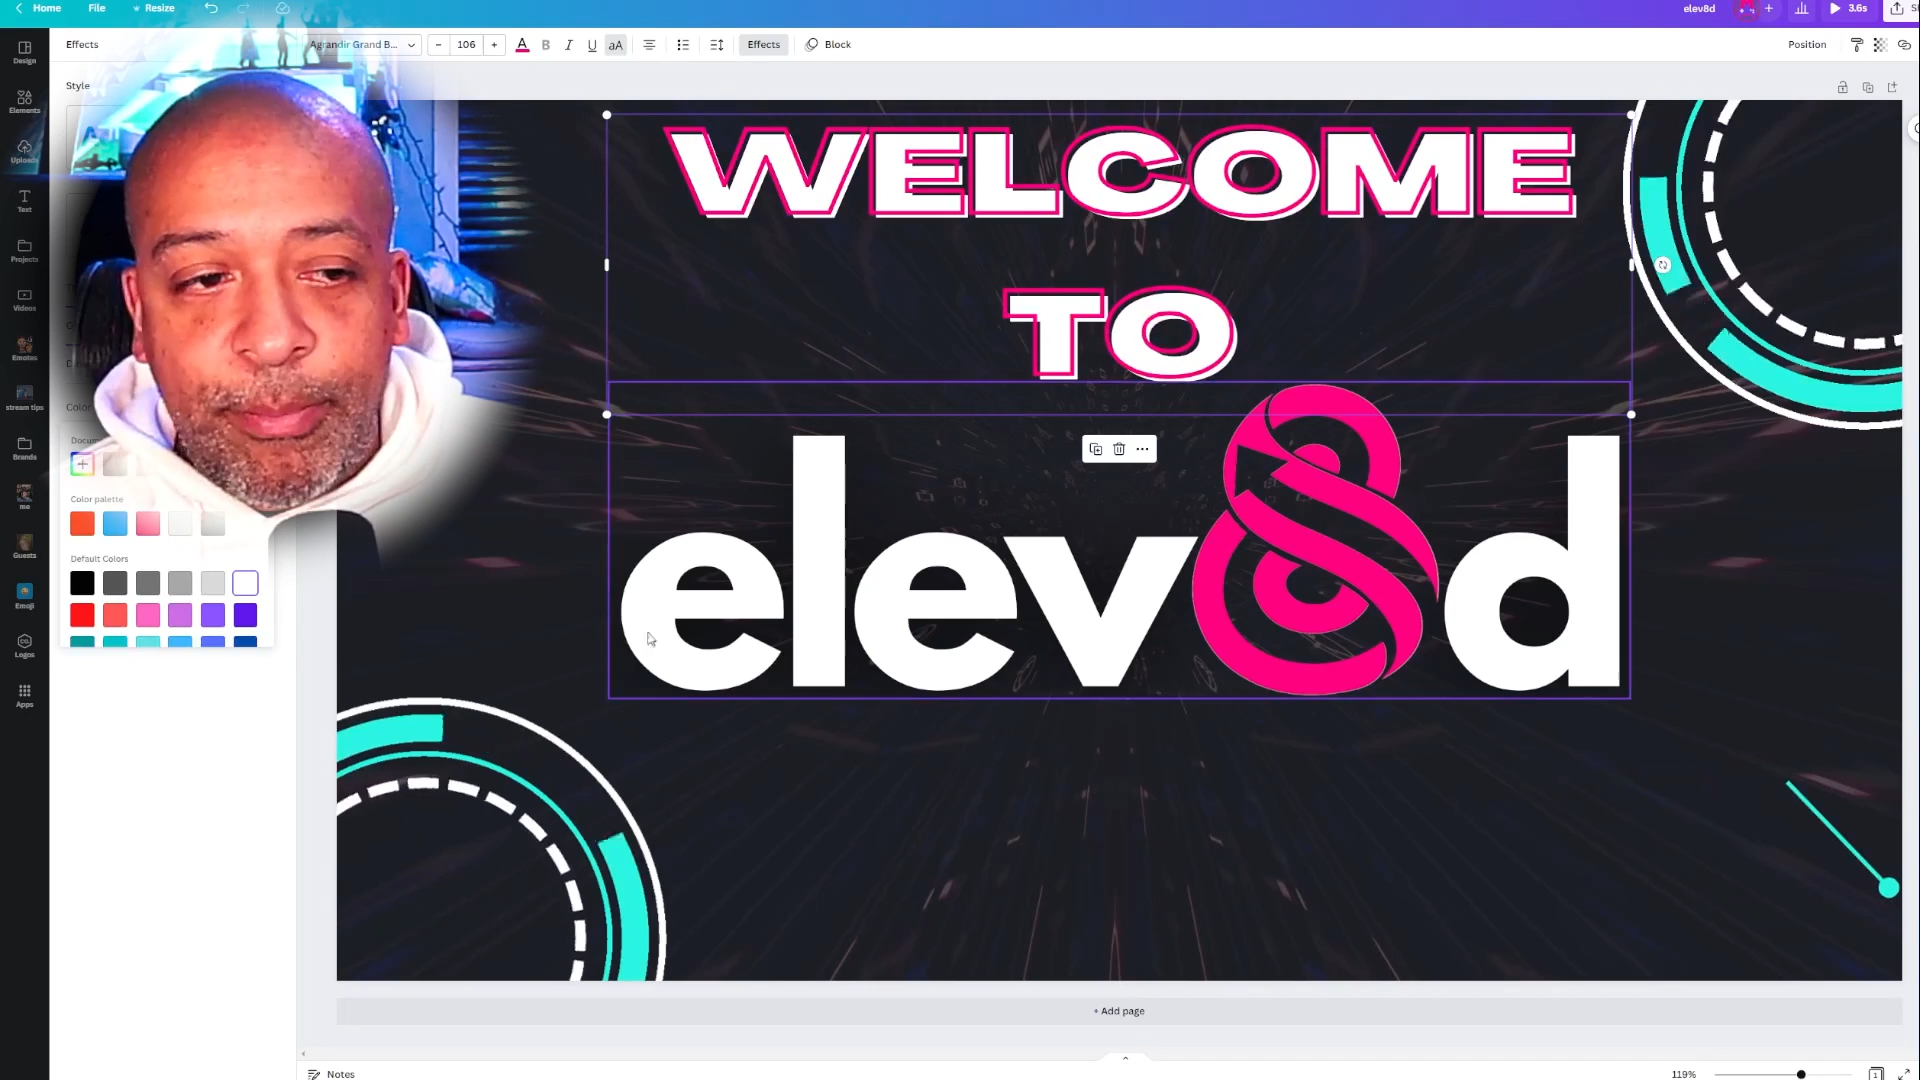 Home File Resize elev8d 3.6s
Effects Agrandir Grand B... 106 A B I U aA Effects Block Position
Style
Design
Elements
Uploads
Text
Projects
Videos
Emotes
stream tips
Brands
me
Guests
Emoji
Logos
Apps
Color
Color palette
Default Colors
WELCOME
TO
elev8d
+ Add page
Notes 119% 1